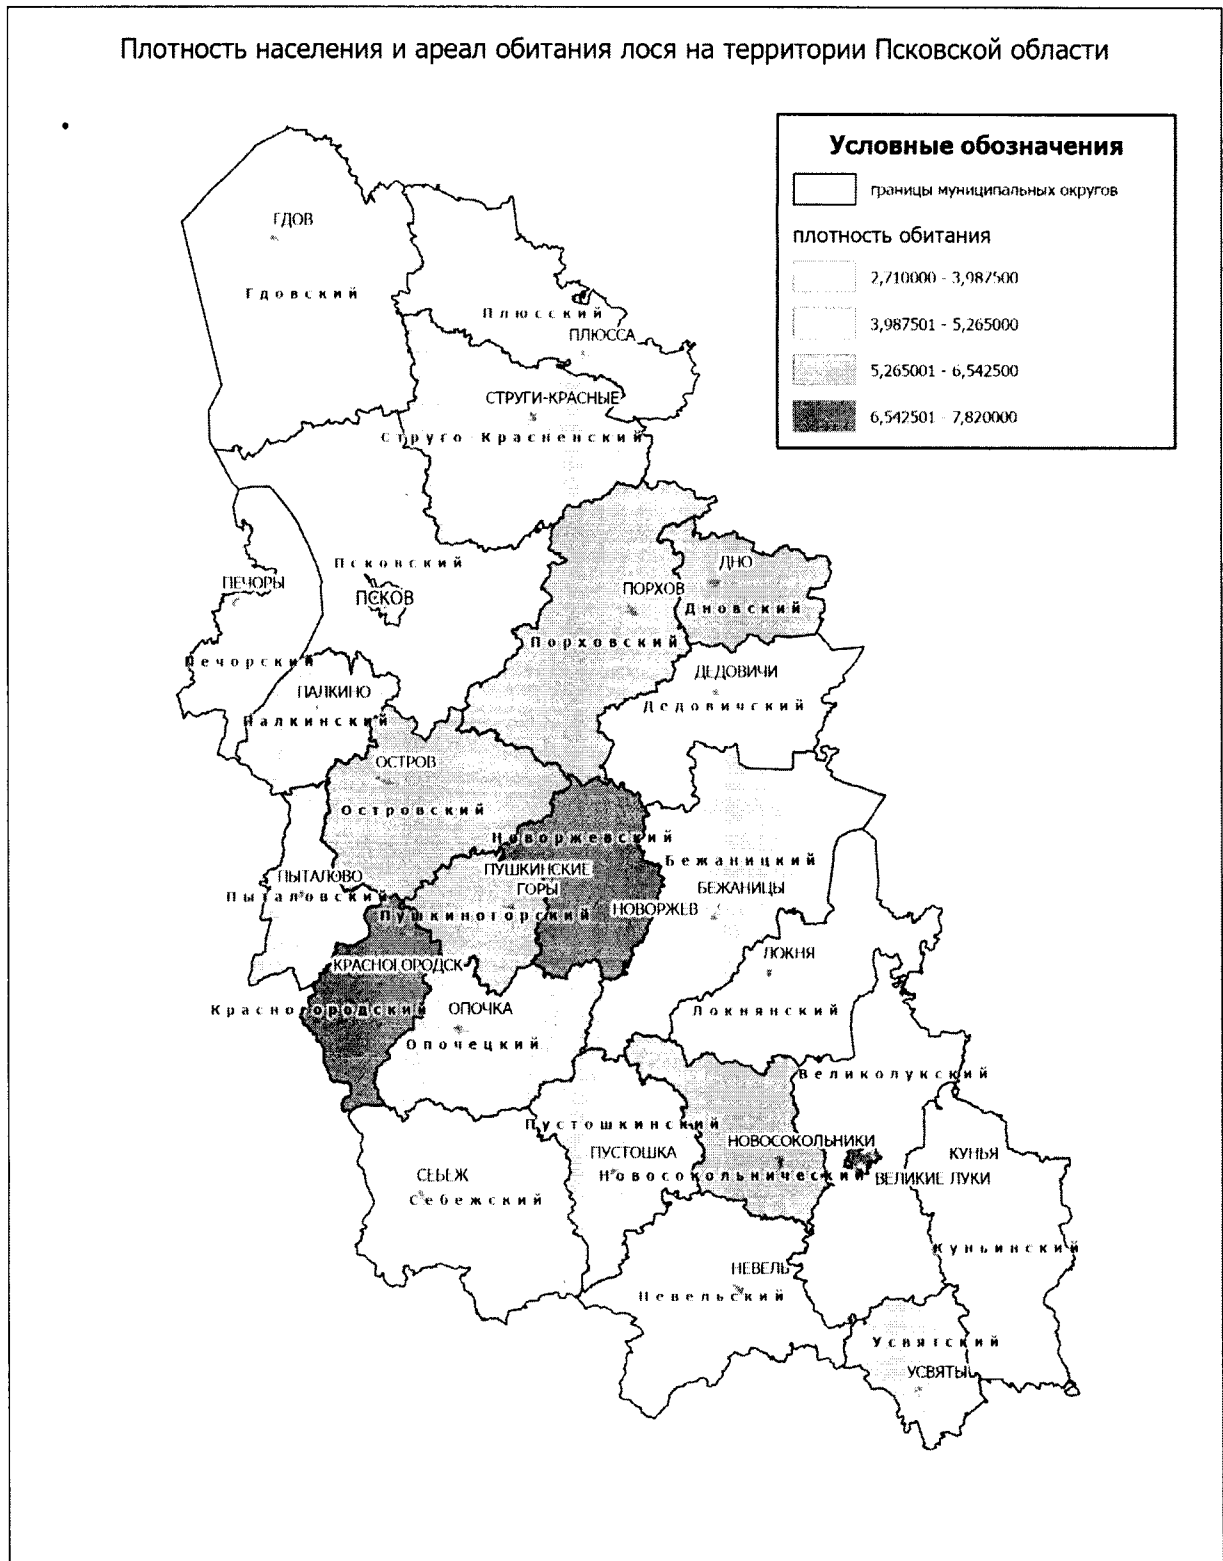 Плотность населения и ареал обитания лося на территории Псковской области
Условные обозначения
границы муниципальных округов
плотность обитания
2,710000 - 3,987500
3,987501 - 5,265000
5,265001 - 6,542500
6,542501 - 7,820000
ГДОВ
Гдовский
Плюсский
ПЛЮССА
СТРУГИ-КРАСНЫЕ
Струго Красненский
Псковский
ПСКОВ
ПЕЧОРЫ
Печорский
ДНО
Дновский
ПОРХОВ
Порховский
ДЕДОВИЧИ
Дедовичский
ПАЛКИНО
Палкинский
ОСТРОВ
Островский
Новоржевский
НОВОРЖЕВ
Бежаницкий
БЕЖАНИЦЫ
ПУШКИНСКИЕ
ГОРЫ
Пушкиногорский
ПЫТАЛОВО
Пыталовский
КРАСНОГОРОДСК
Красногородский
ОПОЧКА
Опочецкий
ЛОКНЯ
Локнянский
Великолукский
ВЕЛИКИЕ ЛУКИ
Пустошкинский
ПУСТОШКА
НОВОСОКОЛЬНИКИ
Новосокольнический
КУНЬЯ
Куньинский
СЕБЕЖ
Себежский
НЕВЕЛЬ
Невельский
Усвятский
УСВЯТЫ